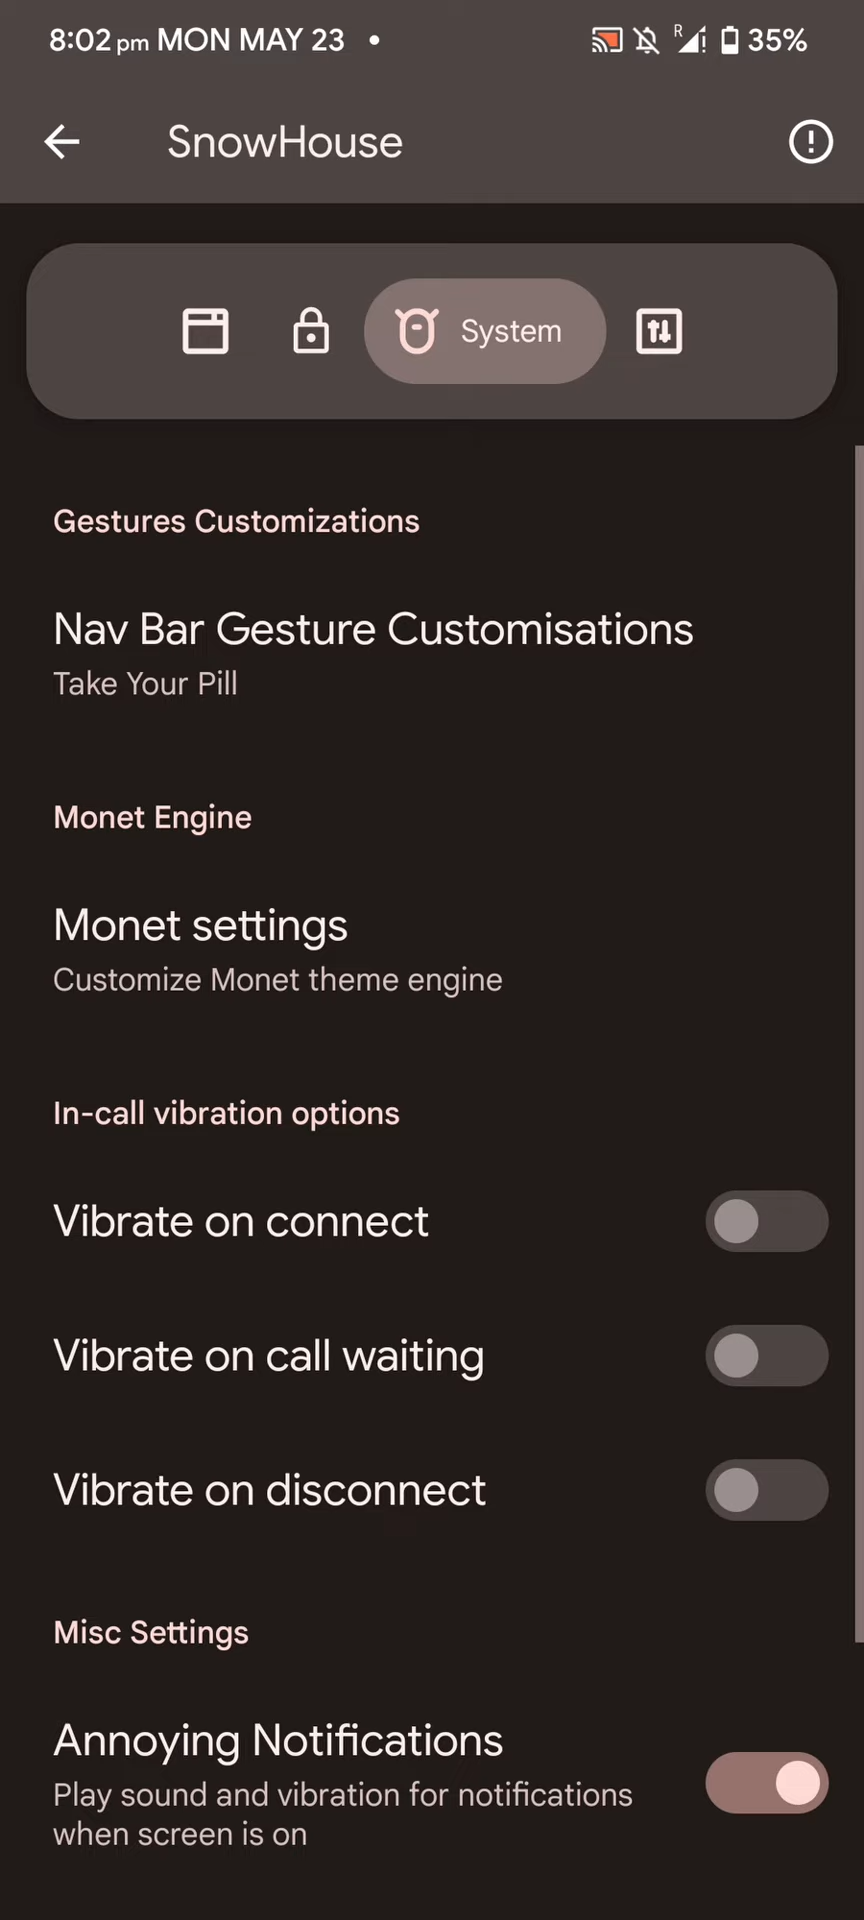 8:02 pm MON MAY 23 •
R
35%
SnowHouse
System
Gestures Customizations
Nav Bar Gesture Customisations
Take Your Pill
Monet Engine
Monet settings
Customize Monet theme engine
In-call vibration options
Vibrate on connect
Vibrate on call waiting
Vibrate on disconnect
Misc Settings
Annoying Notifications
Play sound and vibration for notifications
when screen is on